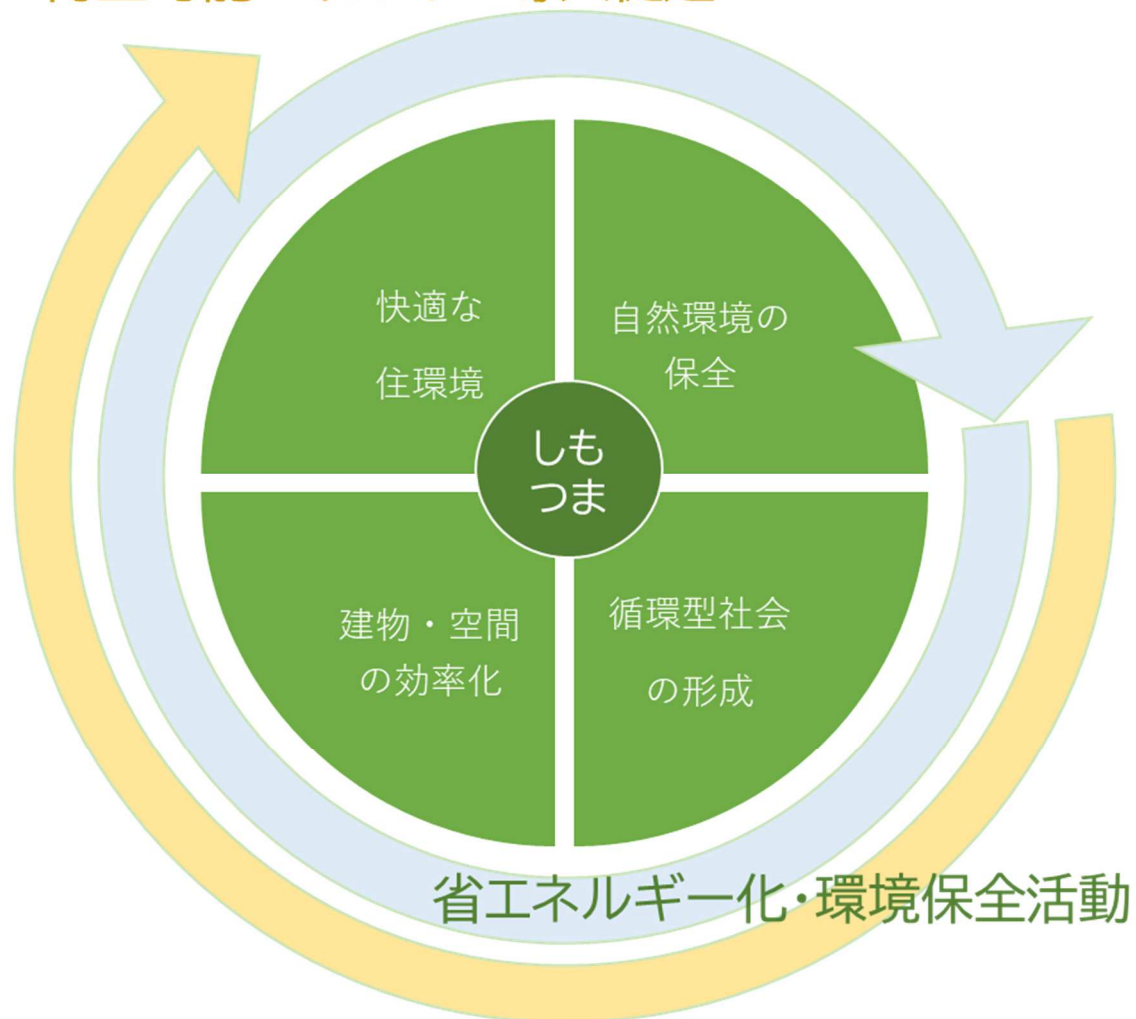 快適な
住環境
自然環境の
保全
しも
つま
建物・空間
の効率化
循環型社会
の形成
省エネルギー化・環境保全活動